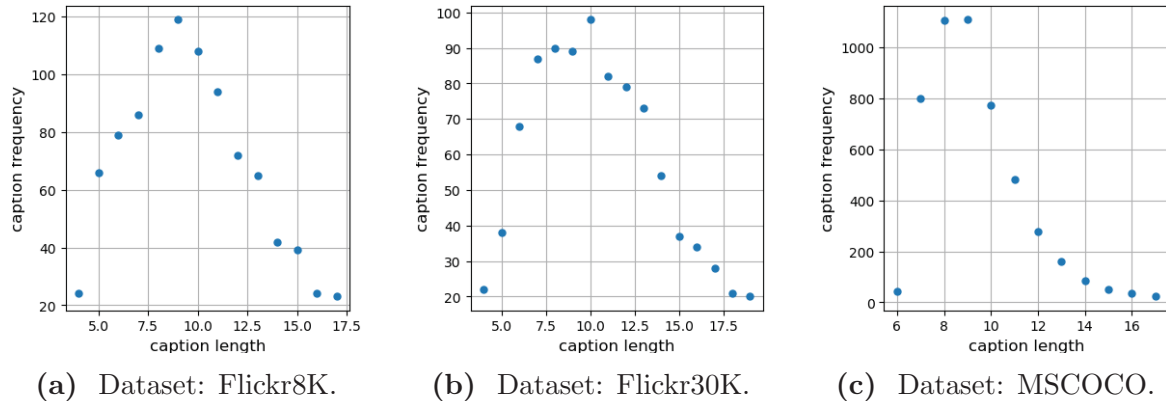 120
100
80
60
40
20
caption frequency
5.0 7.5 10.0 12.5 15.0 17.5
caption length
(a) Dataset: Flickr8K.
100
90
80
70
60
50
40
30
20
caption frequency
5.0 7.5 10.0 12.5 15.0 17.5
caption length
(b) Dataset: Flickr30K.
1000
800
600
400
200
0
caption frequency
6 8 10 12 14 16
caption length
(c) Dataset: MSCOCO.